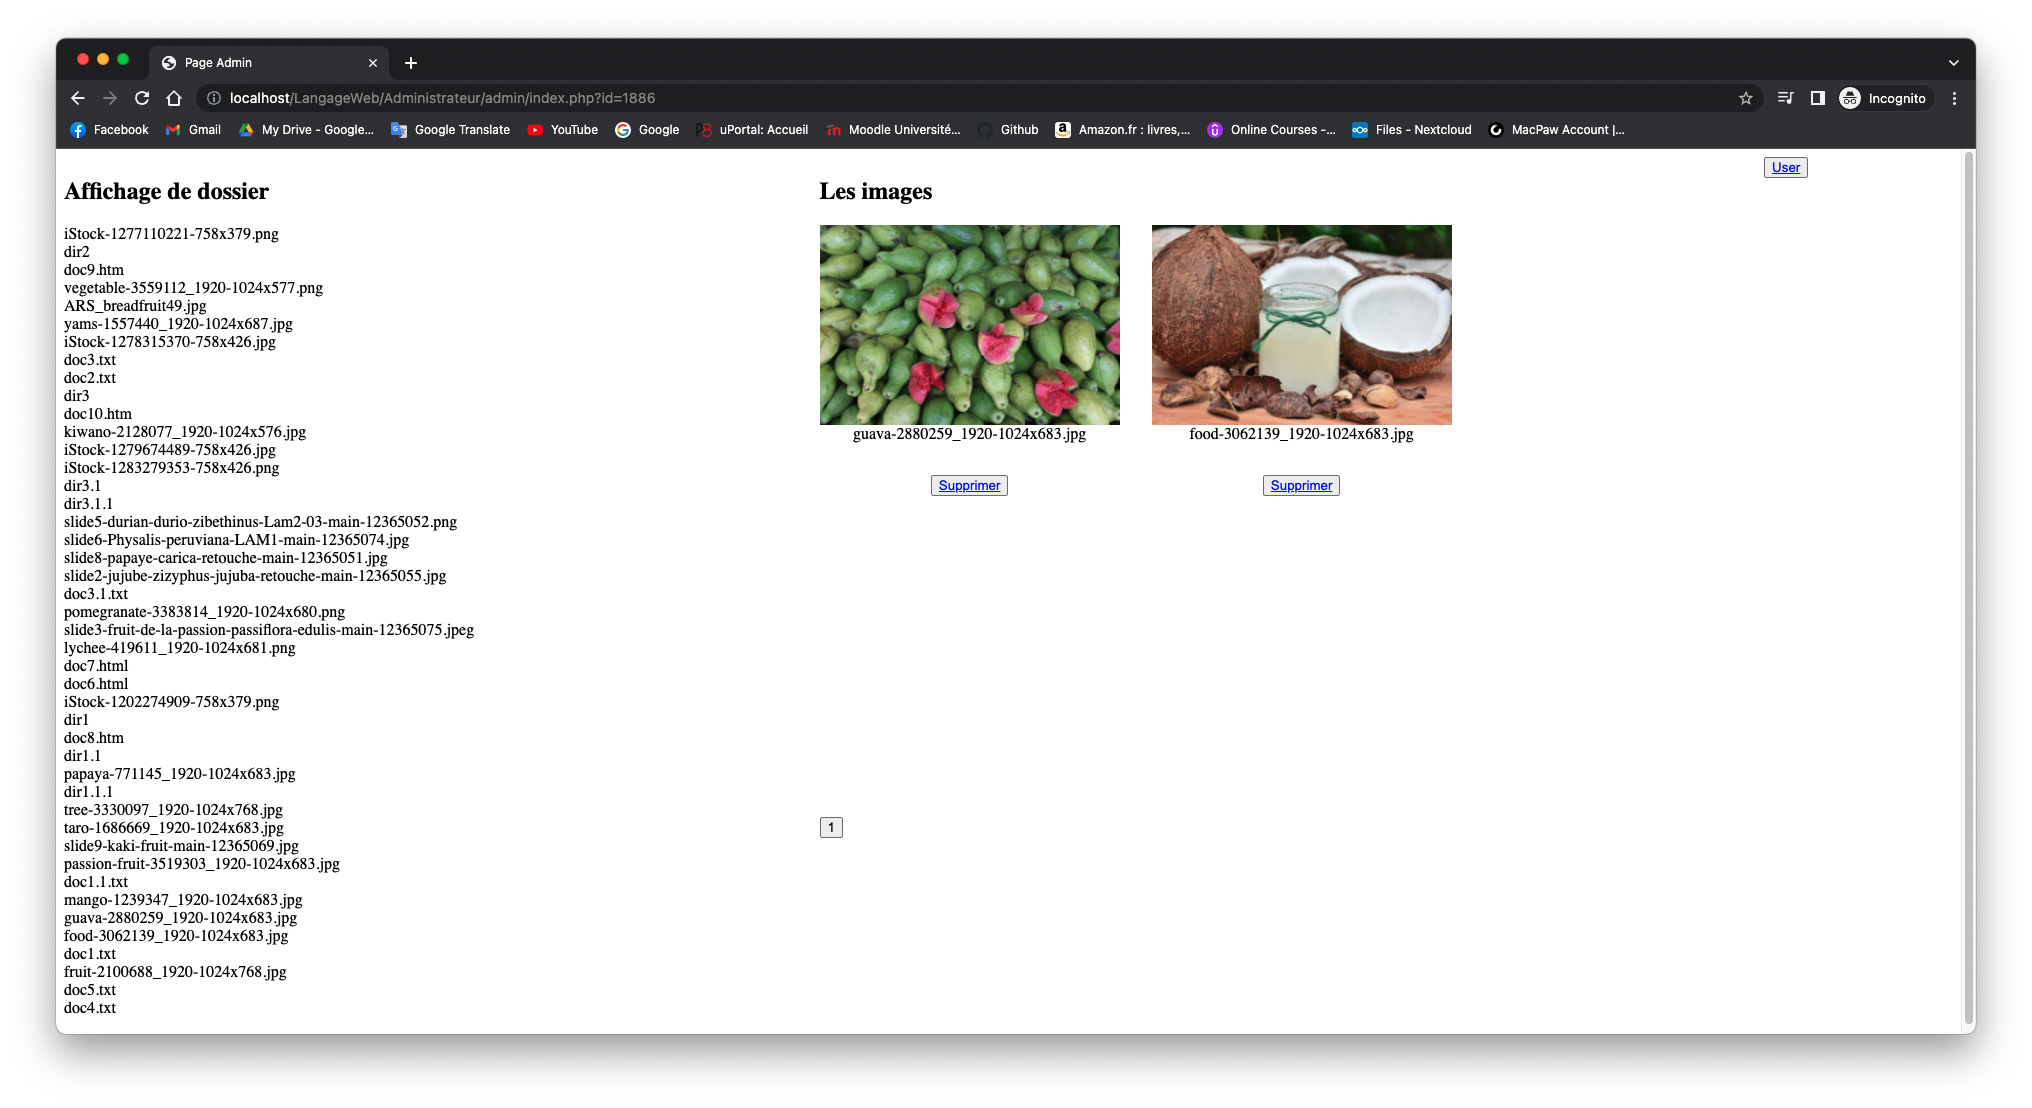 Page Admin
localhost/LangageWeb/Administrateur/admin/index.php?id=1886
Incognito
Facebook
Gmail
My Drive - Google...
Google Translate
YouTube
Google
uPortal: Accueil
Moodle Université...
Github
Amazon.fr : livres,...
Online Courses -...
Files - Nextcloud
MacPaw Account |...
User
Affichage de dossier
iStock-1277110221-758x379.png
dir2
doc9.htm
vegetable-3559112_1920-1024x577.png
ARS_breadfruit49.jpg
yams-1557440_1920-1024x687.jpg
iStock-1278315370-758x426.jpg
doc3.txt
doc2.txt
dir3
doc10.htm
kiwano-2128077_1920-1024x576.jpg
iStock-1279674489-758x426.jpg
iStock-1283279353-758x426.png
dir3.1
dir3.1.1
slide5-durian-durio-zibethinus-Lam2-03-main-12365052.png
slide6-Physalis-peruviana-LAM1-main-12365074.jpg
slide8-papaye-carica-retouche-main-12365051.jpg
slide2-jujube-zizyphus-jujuba-retouche-main-12365055.jpg
doc3.1.txt
pomegranate-3383814_1920-1024x680.png
slide3-fruit-de-la-passion-passiflora-edulis-main-12365075.jpeg
lychee-419611_1920-1024x681.png
doc7.html
doc6.html
iStock-1202274909-758x379.png
dir1
doc8.htm
dir1.1
papaya-771145_1920-1024x683.jpg
dir1.1.1
tree-3330097_1920-1024x768.jpg
taro-1686669_1920-1024x683.jpg
slide9-kaki-fruit-main-12365069.jpg
passion-fruit-3519303_1920-1024x683.jpg
doc1.1.txt
mango-1239347_1920-1024x683.jpg
guava-2880259_1920-1024x683.jpg
food-3062139_1920-1024x683.jpg
doc1.txt
fruit-2100688_1920-1024x768.jpg
doc5.txt
doc4.txt
Les images
guava-2880259_1920-1024x683.jpg
Supprimer
food-3062139_1920-1024x683.jpg
Supprimer
1